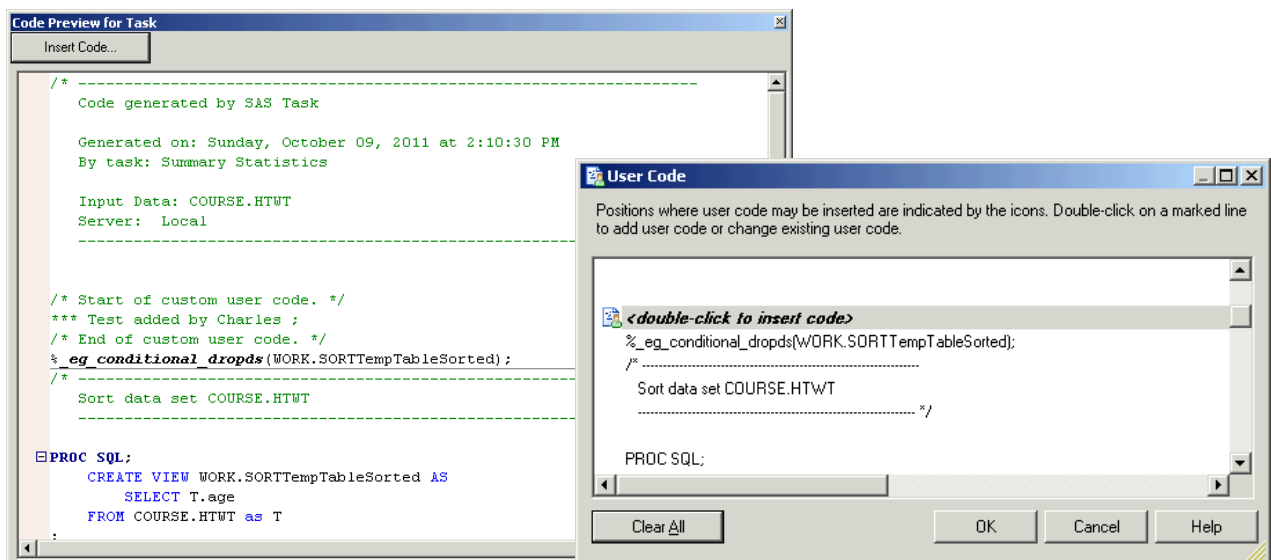 Code Preview for Task
Insert Code...
/* --------------------------------------------------------------------
Code generated by SAS Task
Generated on: Sunday, October 09, 2011 at 2:10:30 PM
By task: Summary Statistics
Input Data: COURSE.HTWT
Server: Local
--------------------------------------------------------------------
/* Start of custom user code. */
*** Test added by Charles ;
/* End of custom user code. */
%_eg_conditional_dropds(WORK.SORTTempTableSorted);
/* --------------------------------------------------------------------
Sort data set COURSE.HTWT
--------------------------------------------------------------------
PROC SQL;
CREATE VIEW WORK.SORTTempTableSorted AS
SELECT T.age
FROM COURSE.HTWT as T
;
User Code
Positions where user code may be inserted are indicated by the icons. Double-click on a marked line
to add user code or change existing user code.
<double-click to insert code>
%_eg_conditional_dropds(WORK.SORTTempTableSorted);
/* --------------------------------------------------------------------
Sort data set COURSE.HTWT
-------------------------------------------------------------------- */
PROC SQL;
Clear All
OK
Cancel
Help